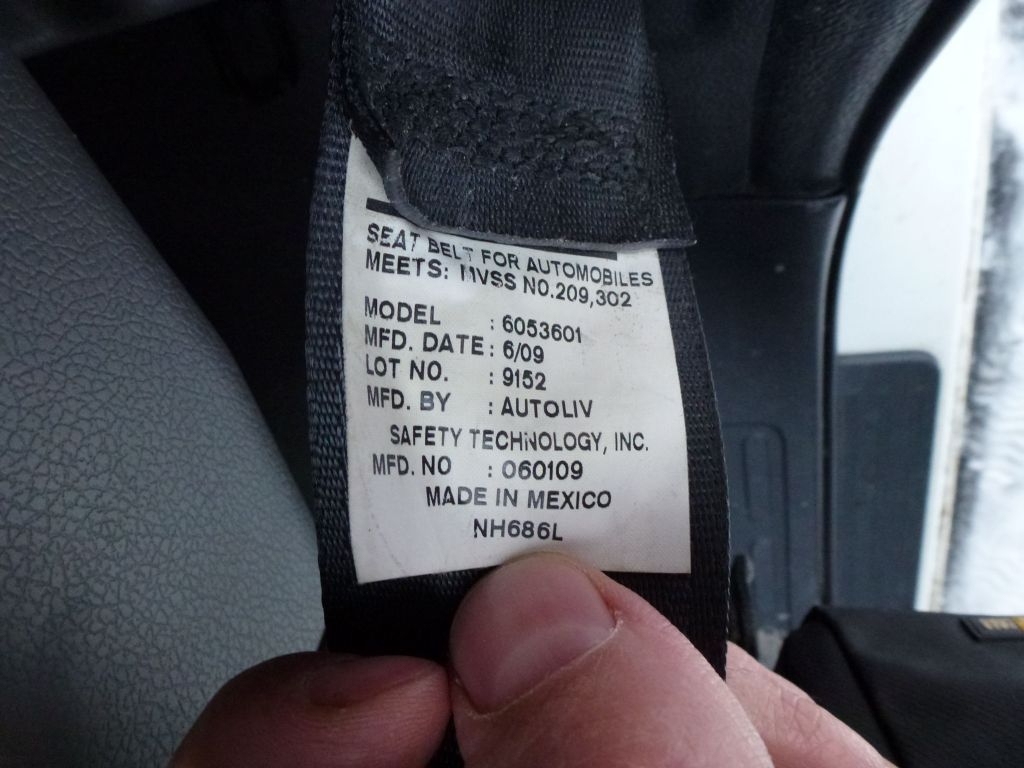 SEAT BELT FOR AUTOMOBILES
MEETS: MVSS NO.209,302
MODEL : 6053601
MFD. DATE : 6/09
LOT NO. : 9152
MFD. BY : AUTOLIV
SAFETY TECHNOLOGY, INC.
MFD. NO : 060109
MADE IN MEXICO
NH686L